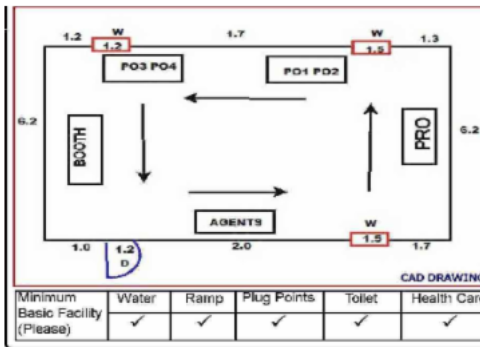 W W
1.2 1.2 1.7 1.5 1.3
PO3 PO4 PO1 PO2
6.2 BOOTH PRO 6.2
AGENTS
W
1.0 1.2 2.0 1.5 1.7
D
CAD DRAWING
Minimum Basic Facility (Please) Water Ramp Plug Points Toilet Health Care
✓ ✓ ✓ ✓ ✓